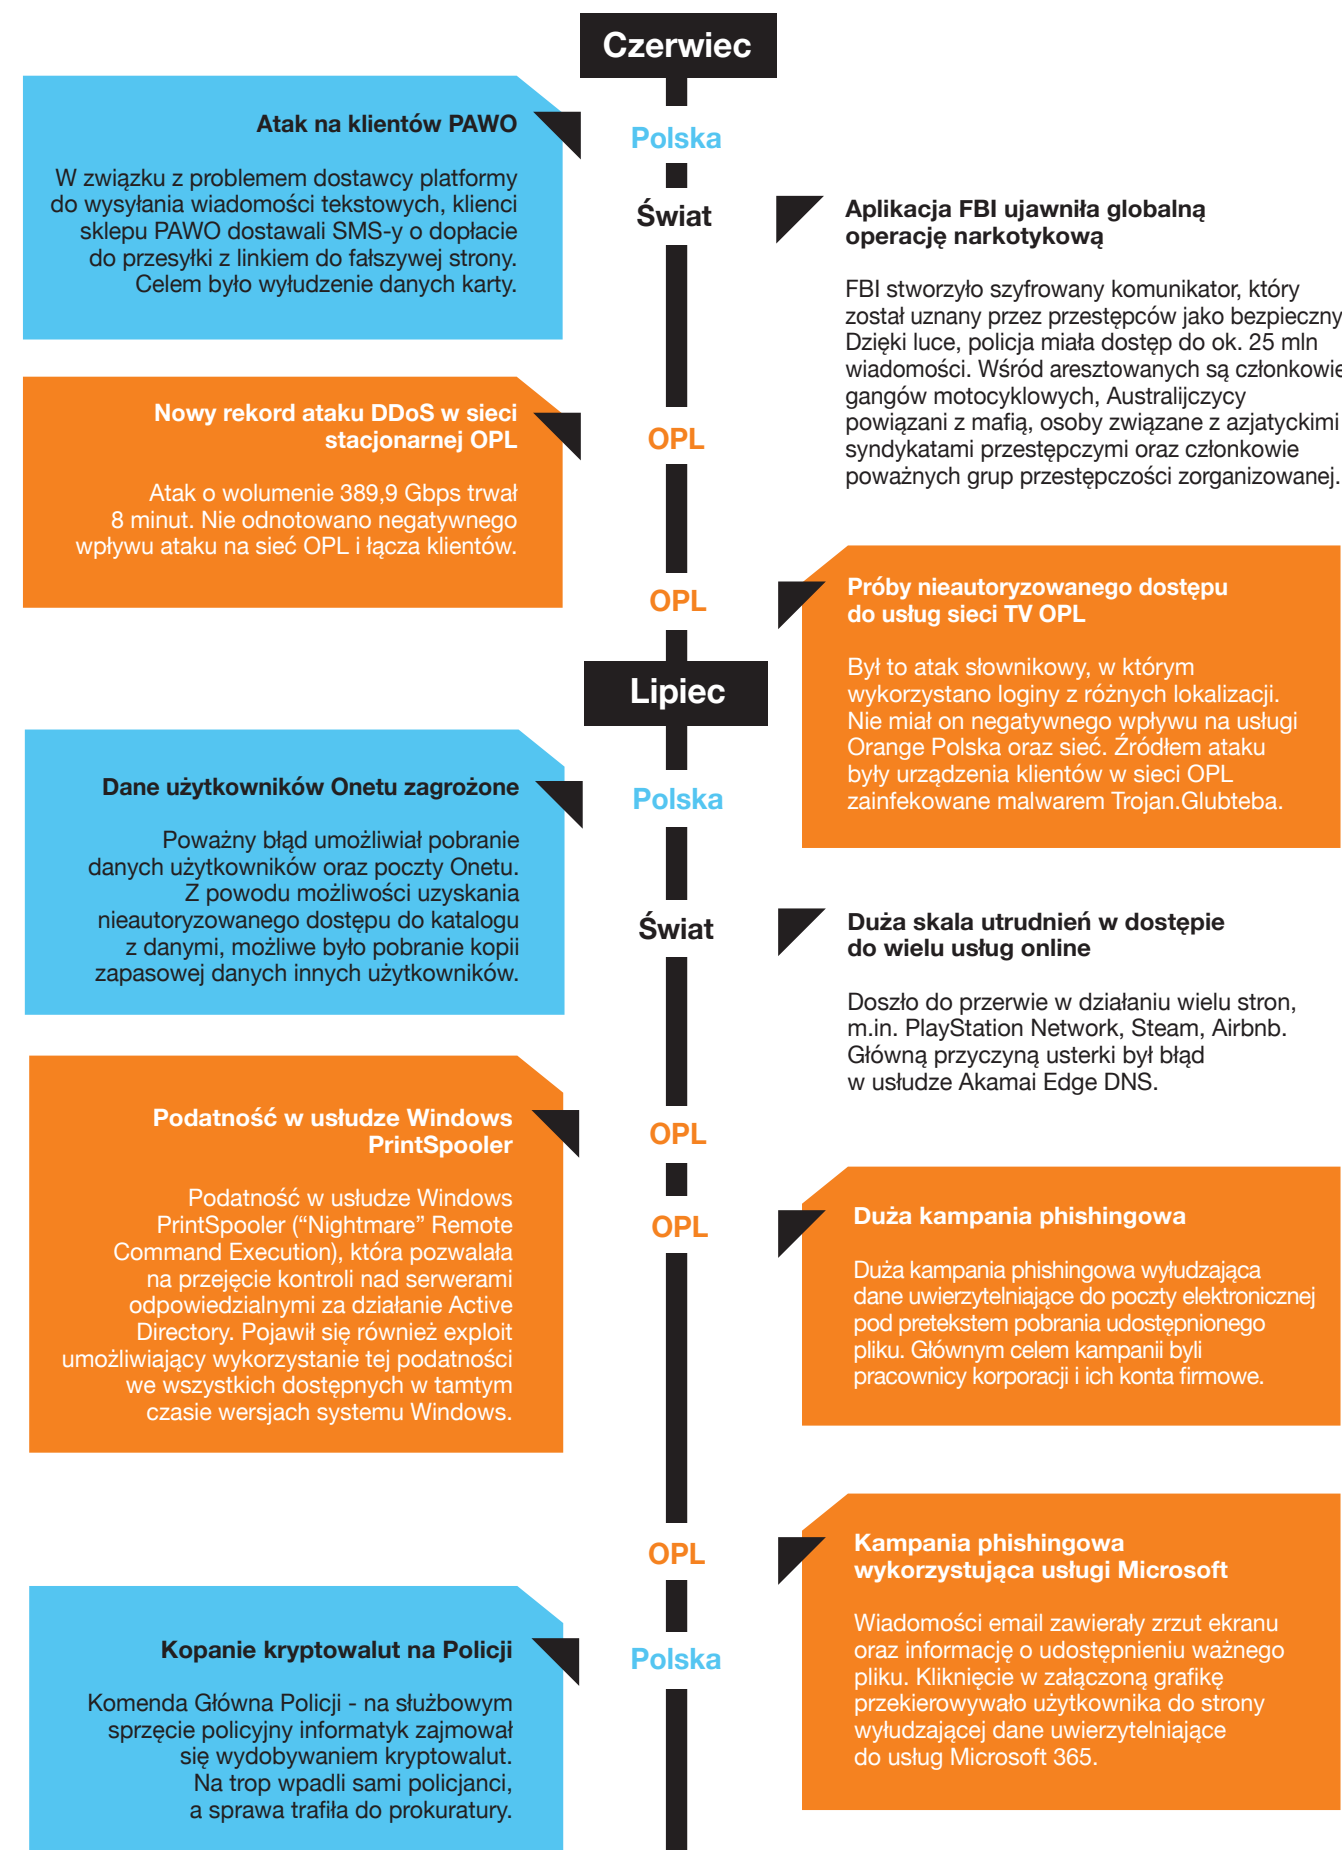 Czerwiec
Polska
Atak na klientów PAWO
W związku z problemem dostawcy platformy
do wysyłania wiadomości tekstowych, klienci
sklepu PAWO dostawali SMS-y o dopłacie
do przesyłki z linkiem do fałszywej strony.
Celem było wyłudzenie danych karty.
Świat
Aplikacja FBI ujawniła globalną
operację narkotykową
FBI stworzyło szyfrowany komunikator, który
został uznany przez przestępców jako bezpieczny
Dzięki luce, policja miała dostęp do ok. 25 mln
wiadomości. Wśród aresztowanych są członkowie
gangów motocyklowych, Australijczycy
powiązani z mafią, osoby związane z azjatyckimi
syndykatami przestępczymi oraz członkowie
poważnych grup przestępczości zorganizowanej.
OPL
Nowy rekord ataku DDoS w sieci
stacjonarnej OPL
Atak o wolumenie 389,9 Gbps trwał
8 minut. Nie odnotowano negatywnego
wpływu ataku na sieć OPL i łącza klientów.
OPL
Próby nieautoryzowanego dostępu
do usług sieci TV OPL
Był to atak słownikowy, w którym
wykorzystano loginy z różnych lokalizacji.
Nie miał on negatywnego wpływu na usługi
Orange Polska oraz sieć. Źródłem ataku
były urządzenia klientów w sieci OPL
zainfekowane malwarem Trojan.Glubteba.
Lipiec
Polska
Dane użytkowników Onetu zagrożone
Poważny błąd umożliwiał pobranie
danych użytkowników oraz poczty Onetu.
Z powodu możliwości uzyskania
nieautoryzowanego dostępu do katalogu
z danymi, możliwe było pobranie kopii
zapasowej danych innych użytkowników.
Świat
Duża skala utrudnień w dostępie
do wielu usług online
Doszło do przerwie w działaniu wielu stron,
m.in. PlayStation Network, Steam, Airbnb.
Główną przyczyną usterki był błąd
w usłudze Akamai Edge DNS.
OPL
Podatność w usłudze Windows
PrintSpooler
Podatność w usłudze Windows
PrintSpooler (“Nightmare” Remote
Command Execution), która pozwalała
na przejęcie kontroli nad serwerami
odpowiedzialnymi za działanie Active
Directory. Pojawił się również exploit
umożliwiający wykorzystanie tej podatności
we wszystkich dostępnych w tamtym
czasie wersjach systemu Windows.
OPL
Duża kampania phishingowa
Duża kampania phishingowa wyłudzająca
dane uwierzytelniające do poczty elektronicznej
pod pretekstem pobrania udostępnionego
pliku. Głównym celem kampanii byli
pracownicy korporacji i ich konta firmowe.
OPL
Kampania phishingowa
wykorzystująca usługi Microsoft
Wiadomości email zawierały zrzut ekranu
oraz informację o udostępnieniu ważnego
pliku. Kliknięcie w załączoną grafikę
przekierowywało użytkownika do strony
wyłudzającej dane uwierzytelniające
do usług Microsoft 365.
Polska
Kopanie kryptowalut na Policji
Komenda Główna Policji - na służbowym
sprzęcie policyjny informatyk zajmował
się wydobywaniem kryptowalut.
Na trop wpadli sami policjanci,
a sprawa trafiła do prokuratury.